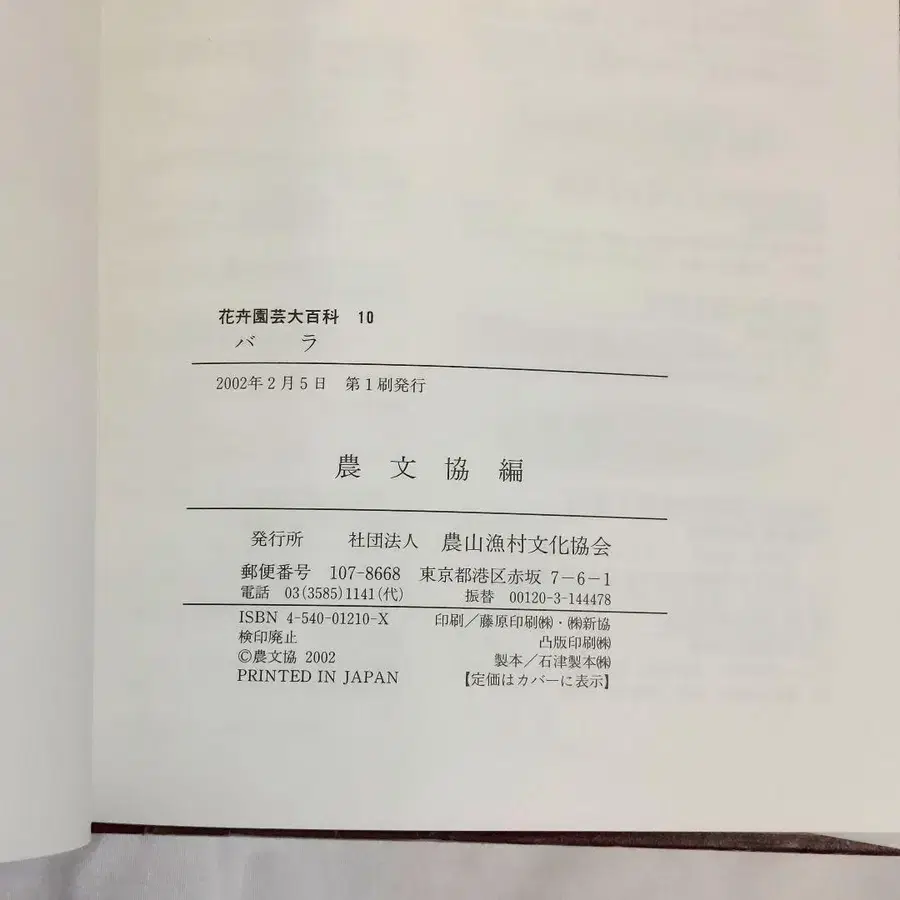 花卉園芸大百科 10
バラ
2002年2月5日 第1刷発行
農文協編
発行所 社団法人 農山漁村文化協会
郵便番号 107-8668 東京都港区赤坂 7-6-1
電話 03(3585)1141(代) 振替 00120-3-144478
ISBN 4-540-01210-X 印刷/藤原印刷㈱・㈱新協
検印廃止 凸版印刷㈱
©農文協 2002 製本/石津製本㈱
PRINTED IN JAPAN 【定価はカバーに表示】